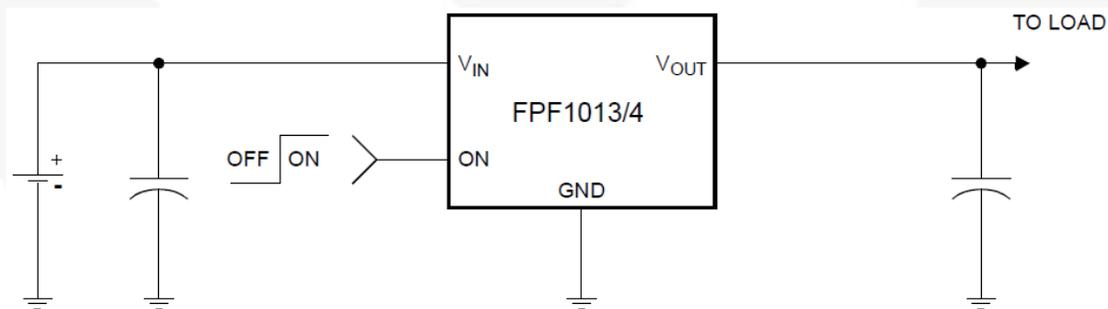 TO LOAD
VIN
VOUT
FPF1013/4
+
OFF ON
ON
-
GND